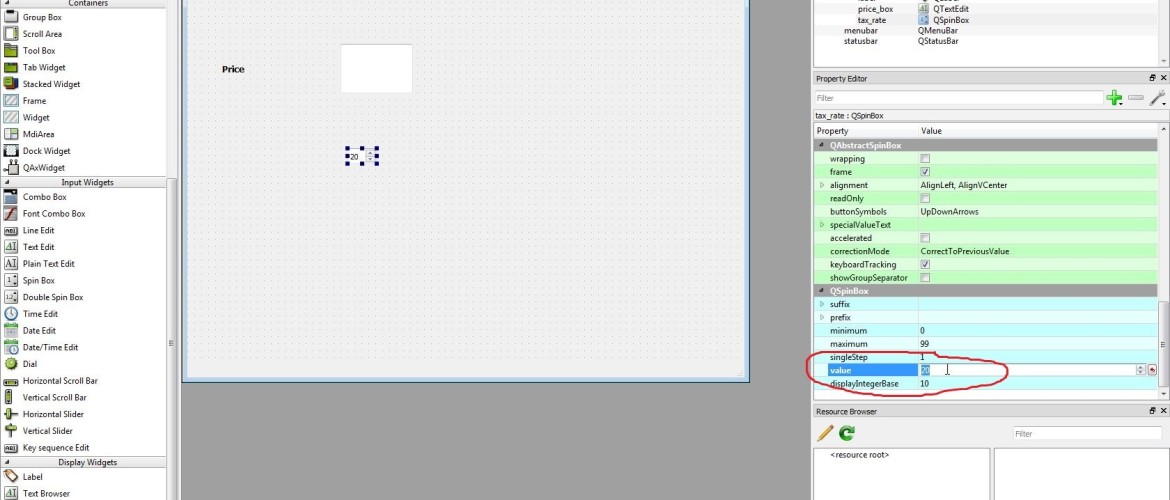 Containers
Group Box
Scroll Area
Tool Box
Tab Widget
Stacked Widget
Frame
Widget
MdiArea
Dock Widget
QAxWidget
Input Widgets
Combo Box
Font Combo Box
Line Edit
Text Edit
Plain Text Edit
Spin Box
Double Spin Box
Time Edit
Date Edit
Date/Time Edit
Dial
Horizontal Scroll Bar
Vertical Scroll Bar
Horizontal Slider
Vertical Slider
Key sequence Edit
Display Widgets
Label
Text Browser
Price
20
price_box QTextEdit
tax_rate QSpinBox
menubar QMenuBar
statusbar QStatusBar
Property Editor
Filter
tax_rate : QSpinBox
Property Value
QAbstractSpinBox
wrapping
frame
alignment AlignLeft, AlignVCenter
readOnly
buttonSymbols UpDownArrows
specialValueText
accelerated
correctionMode CorrectToPreviousValue
keyboardTracking
showGroupSeparator
QSpinBox
suffix
prefix
minimum 0
maximum 99
singleStep 1
value 20
displayIntegerBase 10
Resource Browser
Filter
<resource root>